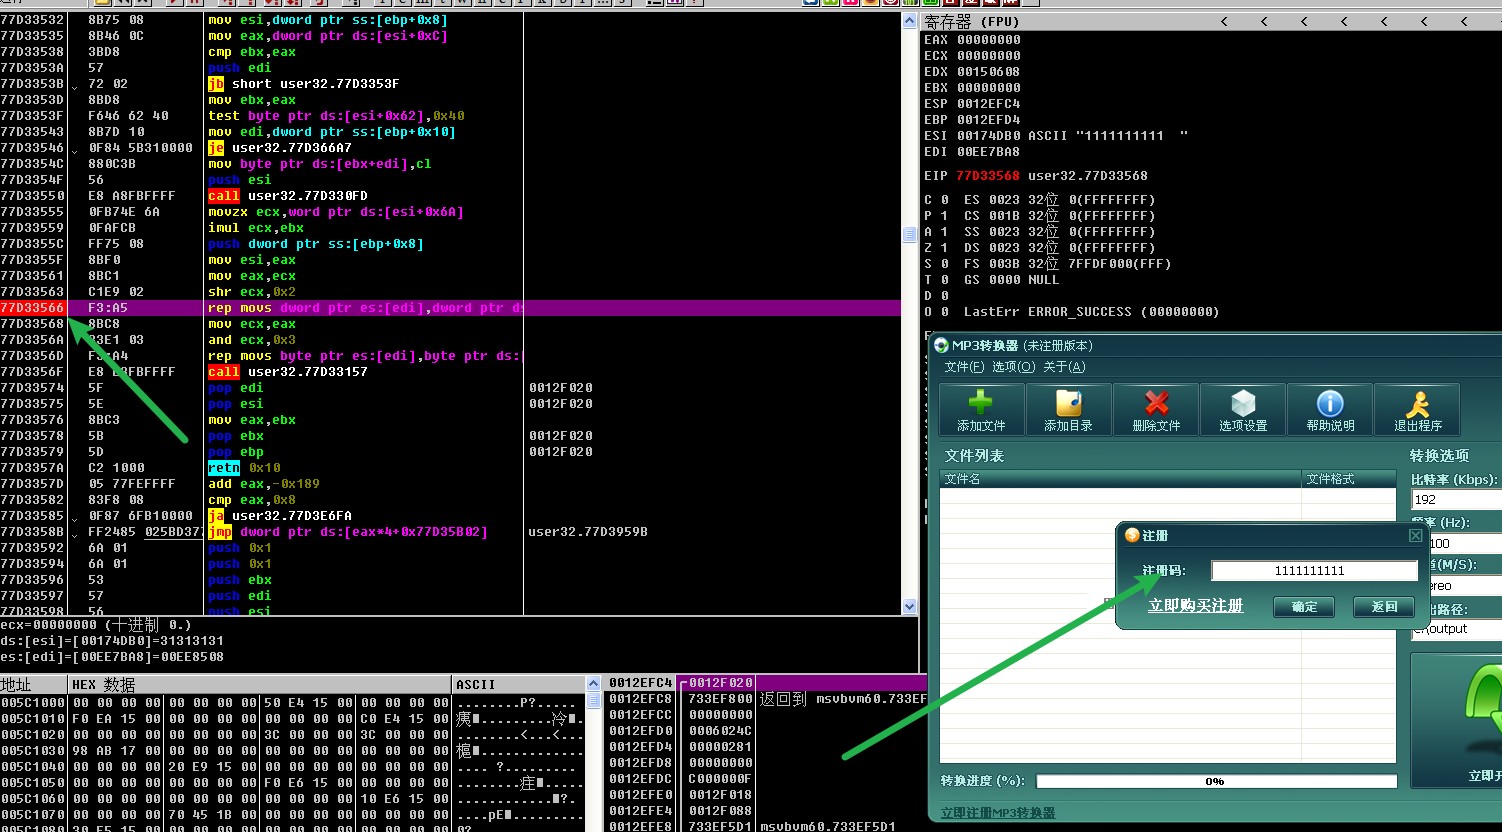 77D33532 8B75 08 mov esi,dword ptr ss:[ebp+0x8]
77D33535 8B46 0C mov eax,dword ptr ds:[esi+0xC]
77D33538 3BD8 cmp ebx,eax
77D3353A 57 push edi
77D3353B 72 02 jb short user32.77D3353F
77D3353D 8BD8 mov ebx,eax
77D3353F F646 62 40 test byte ptr ds:[esi+0x62],0x40
77D33543 8B7D 10 mov edi,dword ptr ss:[ebp+0x10]
77D33546 0F84 5B310000 je user32.77D366A7
77D3354C 880C3B mov byte ptr ds:[ebx+edi],cl
77D3354F 56 push esi
77D33550 E8 A8FBFFFF call user32.77D330FD
77D33555 0FB74E 6A movzx ecx,word ptr ds:[esi+0x6A]
77D33559 0FAFCB imul ecx,ebx
77D3355C FF75 08 push dword ptr ss:[ebp+0x8]
77D3355F 8BF0 mov esi,eax
77D33561 8BC1 mov eax,ecx
77D33563 C1E9 02 shr ecx,0x2
77D33566 F3:A5 rep movs dword ptr es:[edi],dword ptr ds
77D33568 8BC8 mov ecx,eax
77D3356A 83E1 03 and ecx,0x3
77D3356D F3:A4 rep movs byte ptr es:[edi],byte ptr ds:[
77D3356F call user32.77D33157
77D33574 5F pop edi 0012F020
77D33575 5E pop esi 0012F020
77D33576 8BC3 mov eax,ebx
77D33578 5B pop ebx 0012F020
77D33579 5D pop ebp 0012F020
77D3357A C2 1000 retn 0x10
77D3357D 05 77FEFFFF add eax,-0x189
77D33582 83F8 08 cmp eax,0x8
77D33585 0F87 6FB10000 ja user32.77D3E6FA
77D3358B FF2485 025BD377 jmp dword ptr ds:[eax*4+0x77D35B02] user32.77D3959B
77D33592 6A 01 push 0x1
77D33594 6A 01 push 0x1
77D33596 53 push ebx
77D33597 57 push edi
77D33598 56 push esi
ecx=00000000 (十进制 0.)
ds:[esi]=[00174DB0]=31313131
es:[edi]=[00EE7BA8]=00EE8508
寄存器 (FPU) < < < < < < <
EAX 00000000
ECX 00000000
EDX 00150608
EBX 00000000
ESP 0012EFC4
EBP 0012EFD4
ESI 00174DB0 ASCII "1111111111 "
EDI 00EE7BA8
EIP 77D33568 user32.77D33568
C 0 ES 0023 32位 0(FFFFFFFF)
P 1 CS 001B 32位 0(FFFFFFFF)
A 1 SS 0023 32位 0(FFFFFFFF)
Z 1 DS 0023 32位 0(FFFFFFFF)
S 0 FS 003B 32位 7FFDF000(FFF)
T 0 GS 0000 NULL
D 0
O 0 LastErr ERROR_SUCCESS (00000000)
MP3转换器 (未注册版本)
文件(F) 选项(O) 关于(A)
添加文件 添加目录 删除文件 选项设置 帮助说明 退出程序
文件列表 转换选项
文件名 文件格式 比特率 (Kbps):
192
率 (Hz):
100
道(M/S):
ereo
出路径:
output
注册
注册码: 1111111111
立即购买注册 确定 返回
转换进度 (%): 0%
立即开
立即注册MP3转换器
地址 HEX 数据 ASCII
005C1000 00 00 00 00 00 00 00 00 50 E4 15 00 00 00 00 00 ........P?.....
005C1010 F0 EA 15 00 00 00 00 00 00 00 00 00 C0 E4 15 00
005C1020 00 00 00 00 00 00 00 00 3C 00 00 00 3C 00 00 00 ........<...<...
005C1030 98 AB 17 00 00 00 00 00 00 00 00 00 00 00 00 00
005C1040 00 00 00 00 20 E9 15 00 00 00 00 00 00 00 00 00 .... ?.........
005C1050 00 00 00 00 00 00 00 00 F0 E6 15 00 00 00 00 00
005C1060 00 00 00 00 00 00 00 00 00 00 00 00 10 E6 15 00
005C1070 00 00 00 00 70 45 1B 00 00 00 00 00 00 00 00 00
005C1080 30 E5 15 00
0012EFC4 0012F020
0012EFC8 733EF800 返回到 msvbvm60.733EF
0012EFCC 00000000
0012EFD0 0006024C
0012EFD4 00000281
0012EFD8 00000000
0012EFDC C000000F
0012EFE0 0012F018
0012EFE4 0012F088
0012EFE8 733EF5D1 msvbvm60.733EF5D1